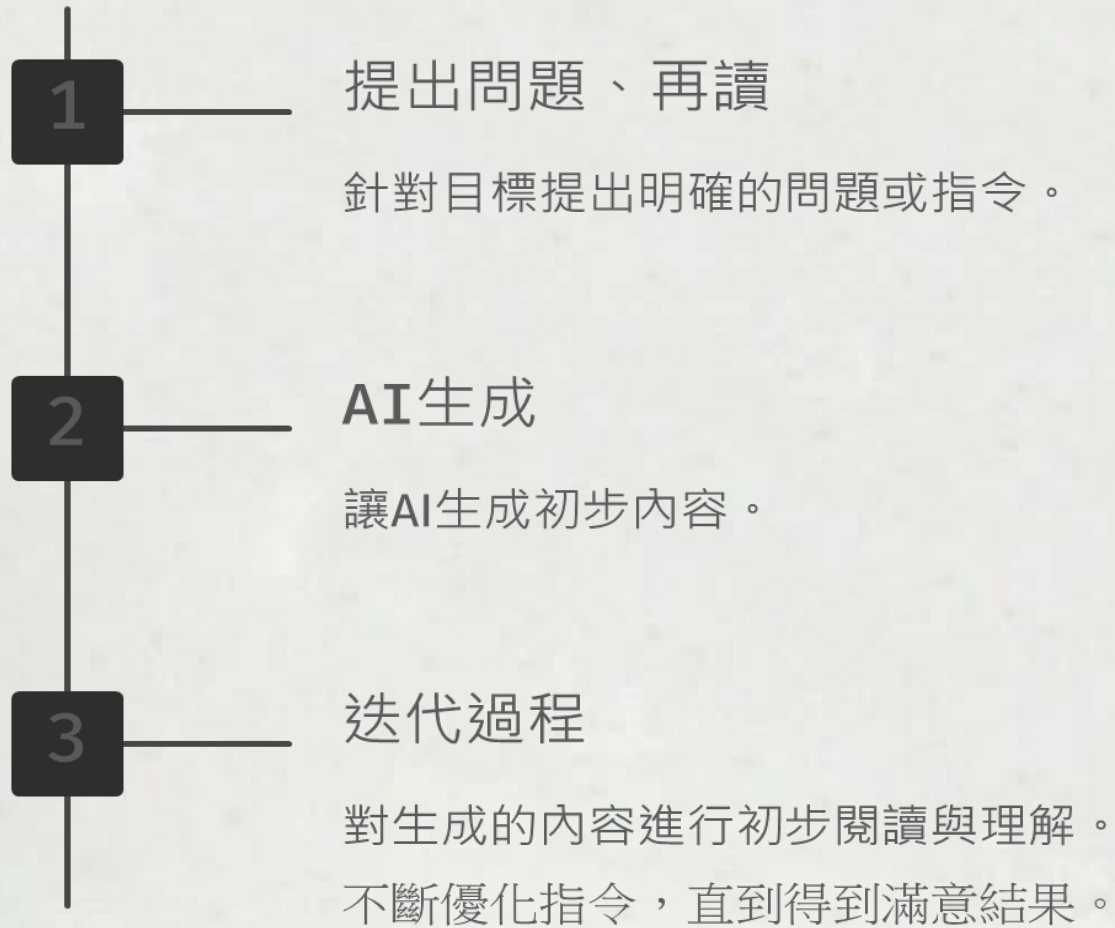 1
提出問題、再讀
針對目標提出明確的問題或指令。
2
AI生成
讓AI生成初步內容。
3
迭代過程
對生成的內容進行初步閱讀與理解。
不斷優化指令，直到得到滿意結果。